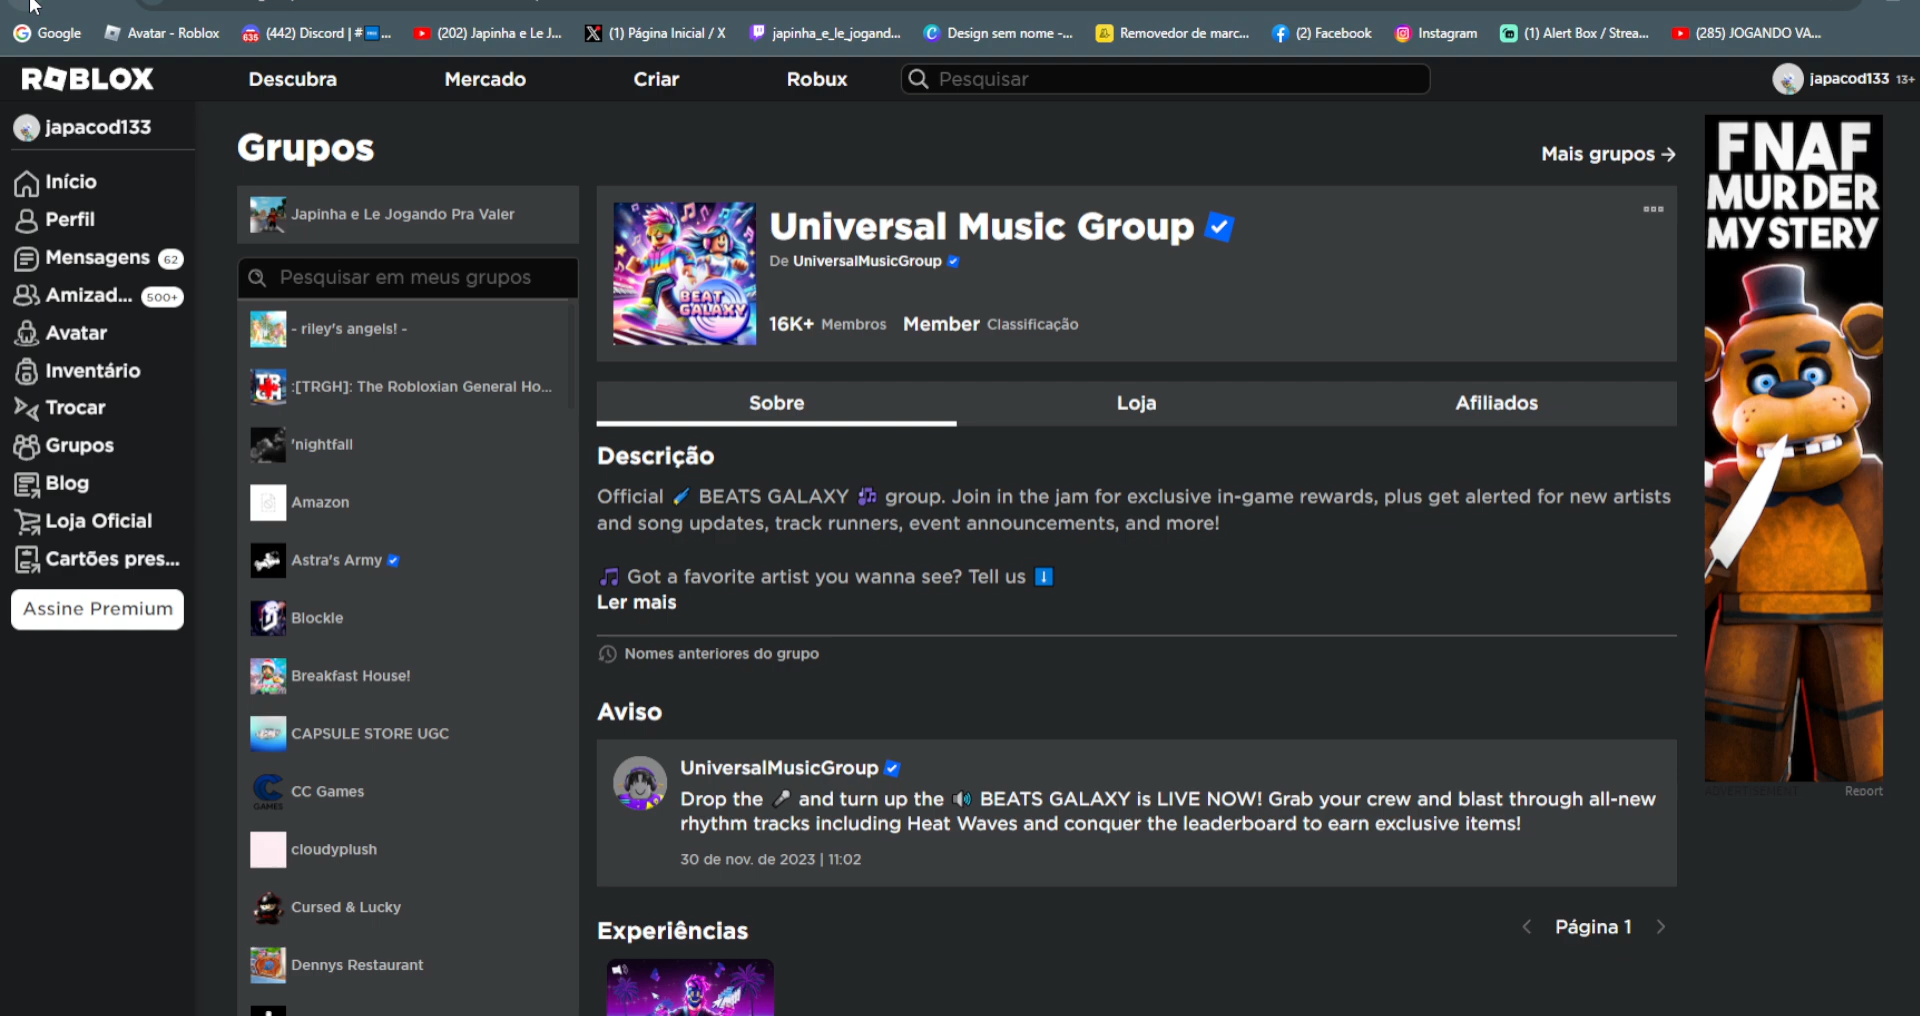 Google
Avatar - Roblox
(442) Discord | # ...
(202) Japinha e Le J...
(1) Página Inicial / X
japinha_e_le_jogand...
Design sem nome -...
Removedor de marc...
(2) Facebook
Instagram
(1) Alert Box / Strea...
(285) JOGANDO VA...
ROBLOX
Descubra
Mercado
Criar
Robux
Pesquisar
japacod133 13+
japacod133
Início
Perfil
Mensagens 62
Amizad... 500+
Avatar
Inventário
Trocar
Grupos
Blog
Loja Oficial
Cartões pres...
Assine Premium
Grupos
Mais grupos →
Japinha e Le Jogando Pra Valer
Pesquisar em meus grupos
- riley's angels! -
:[TRGH]: The Robloxian General Ho...
'nightfall
Amazon
Astra's Army
Blockle
Breakfast House!
CAPSULE STORE UGC
CC Games
cloudyplush
Cursed & Lucky
Dennys Restaurant
BEAT
GALAXY
Universal Music Group
De UniversalMusicGroup
16K+ Membros Member Classificação
Sobre
Loja
Afiliados
Descrição
Official 🎤 BEATS GALAXY 🎶 group. Join in the jam for exclusive in-game rewards, plus get alerted for new artists
and song updates, track runners, event announcements, and more!
🎵 Got a favorite artist you wanna see? Tell us ⬇️
Ler mais
Nomes anteriores do grupo
Aviso
UniversalMusicGroup
Drop the 🎤 and turn up the 🔊 BEATS GALAXY is LIVE NOW! Grab your crew and blast through all-new
rhythm tracks including Heat Waves and conquer the leaderboard to earn exclusive items!
30 de nov. de 2023 | 11:02
Experiências
Página 1
FNAF
MURDER
MYSTERY
ADVERTISEMENT
Report